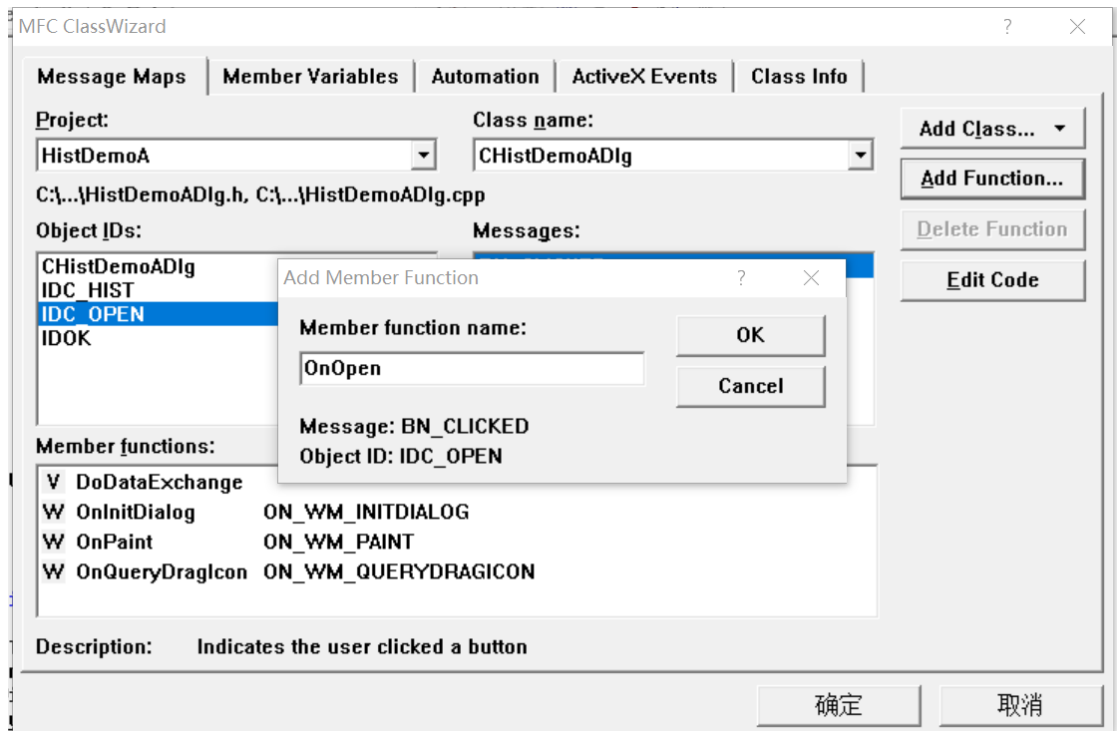 MFC ClassWizard
Message Maps Member Variables Automation ActiveX Events Class Info
Project: Class name:
HistDemoA CHistDemoADlg
Add Class...
Add Function...
Delete Function
Edit Code
C:\...\HistDemoADlg.h, C:\...\HistDemoADlg.cpp
Object IDs: Messages:
CHistDemoADlg
IDC_HIST
IDC_OPEN
IDOK
Add Member Function ?
Member function name:
OnOpen
OK
Cancel
Message: BN_CLICKED
Object ID: IDC_OPEN
Member functions:
V DoDataExchange
W OnInitDialog ON_WM_INITDIALOG
W OnPaint ON_WM_PAINT
W OnQueryDragIcon ON_WM_QUERYDRAGICON
Description: Indicates the user clicked a button
确定 取消